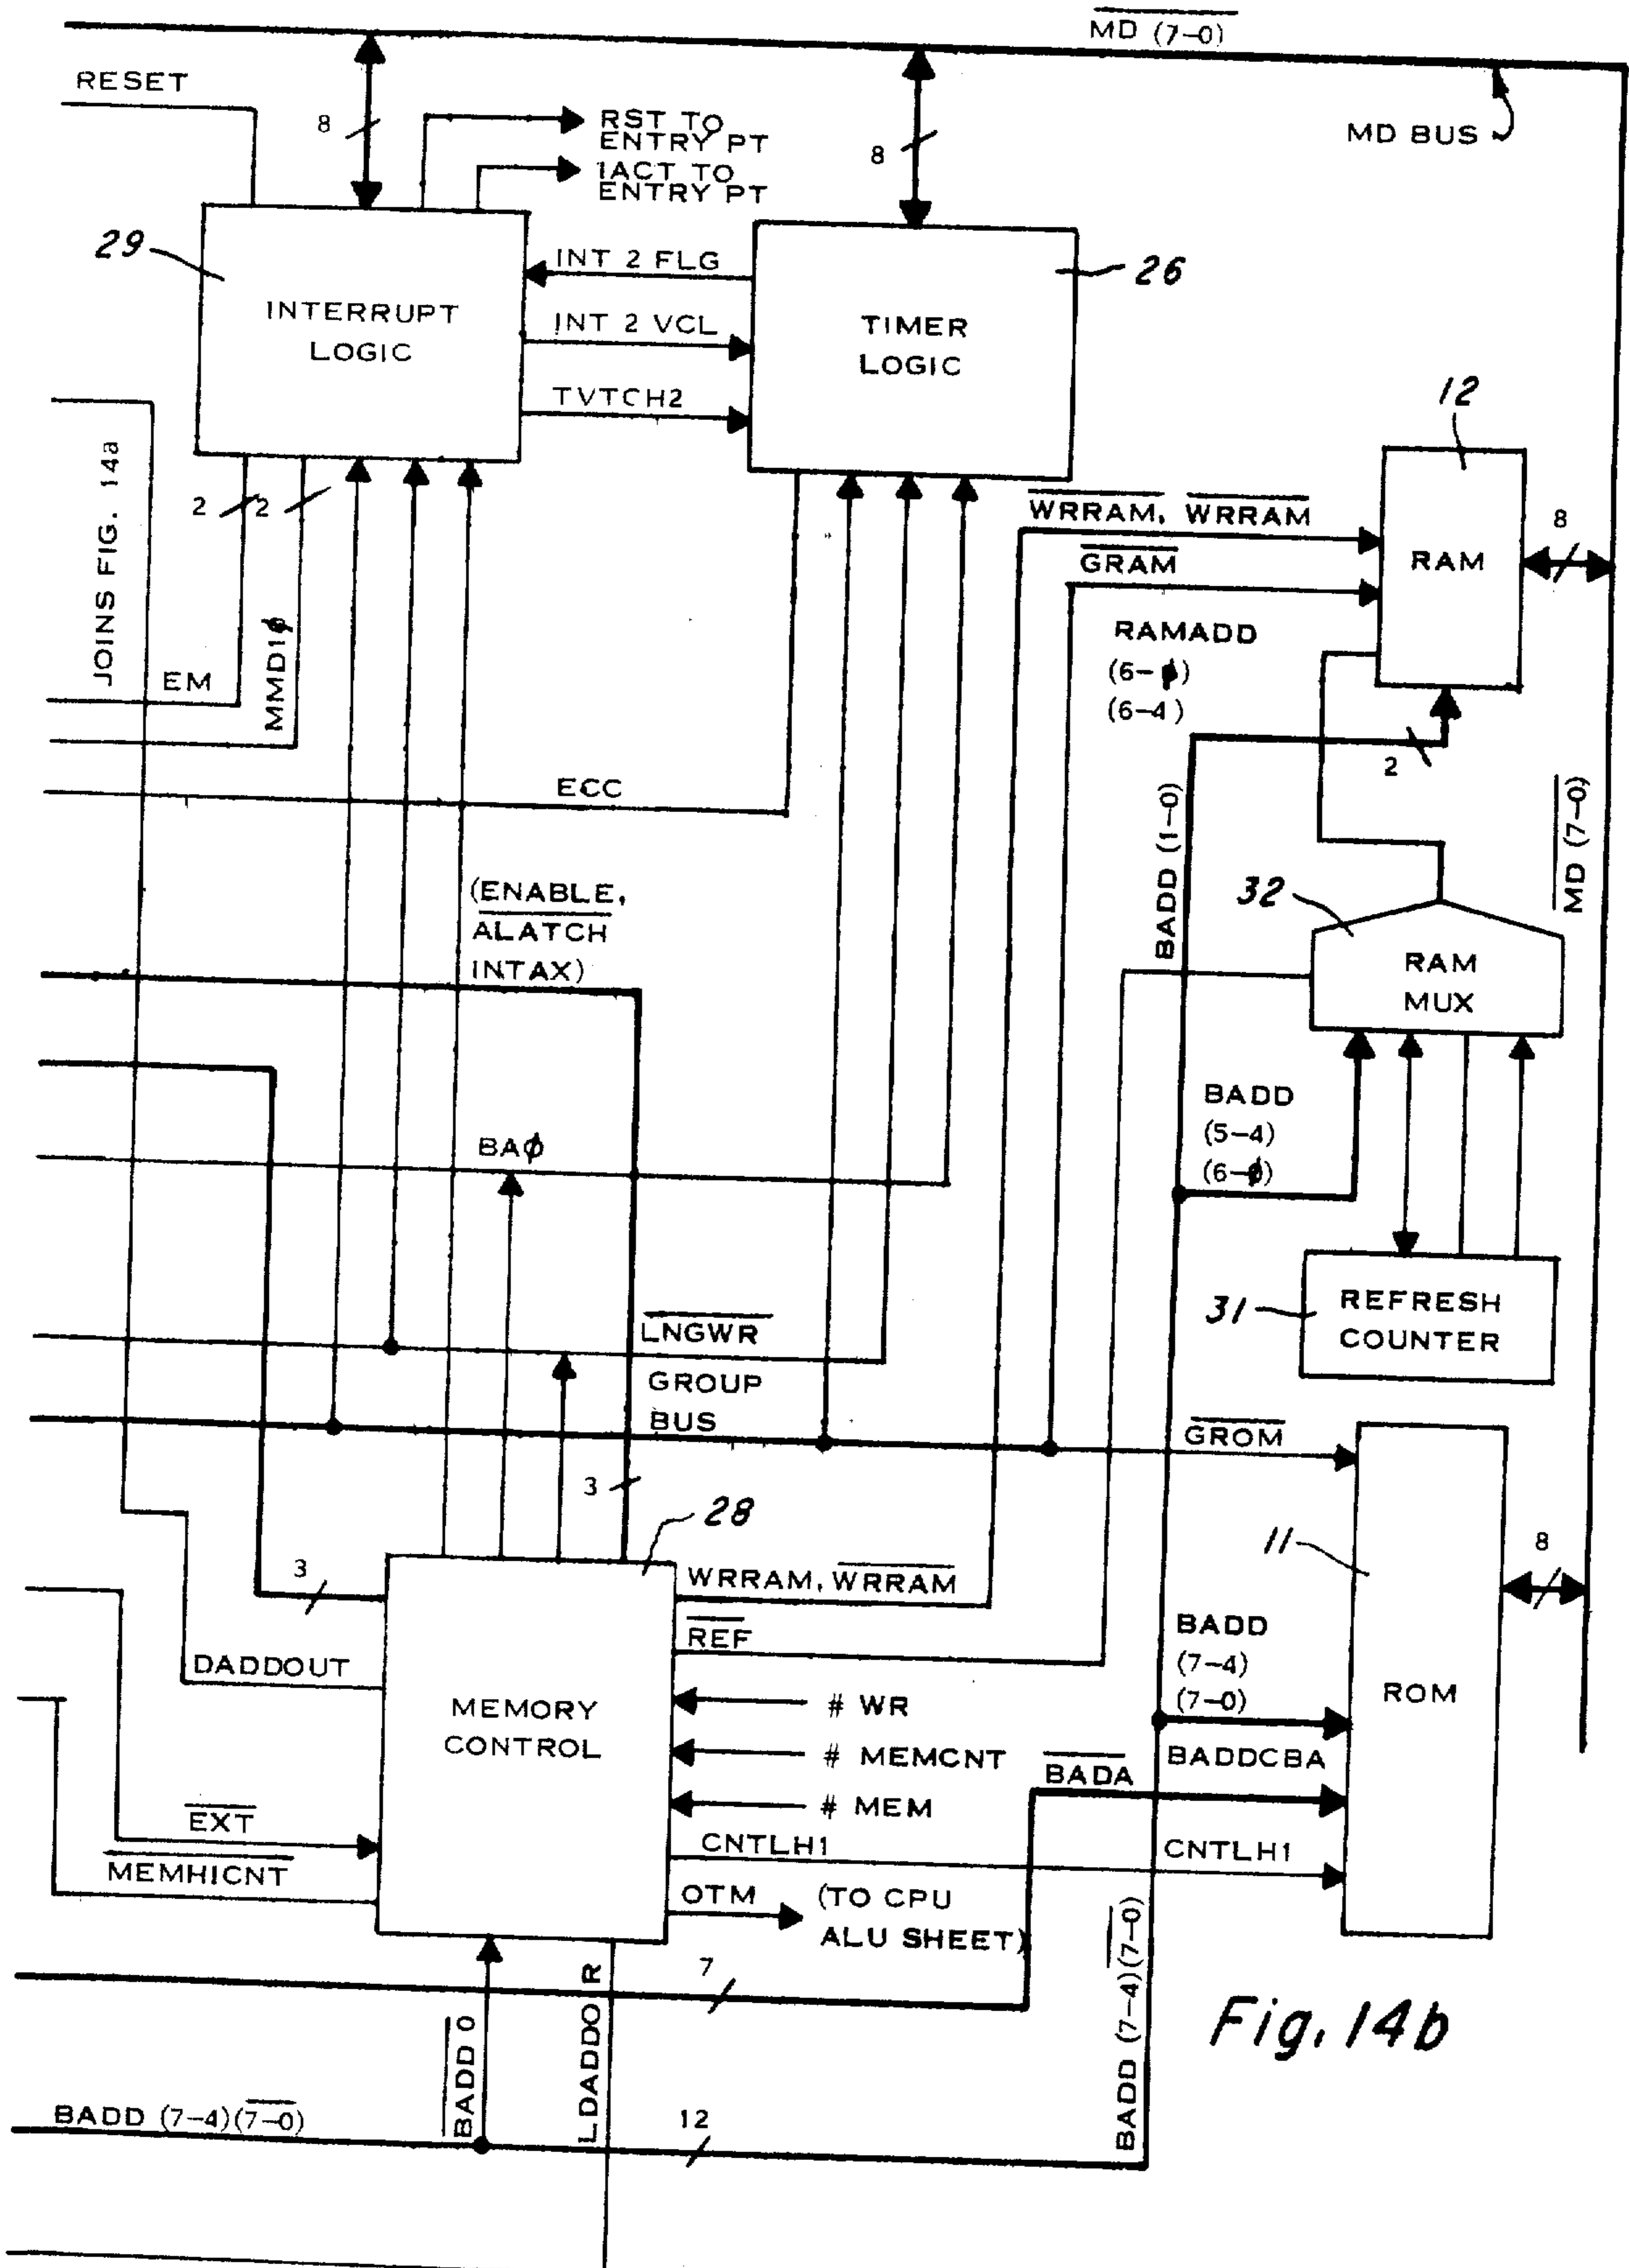 MD (7-0)
RESET
8
RST TO
ENTRY PT
IACT TO
ENTRY PT
8
MD BUS
29
INT 2 FLG
26
INTERRUPT
LOGIC
INT 2 VCL
TIMER
LOGIC
TVTCH2
12
JOINS FIG. 14a
2
2
WRRAM, WRRAM
8
GRAM
RAM
EM
MMD1ϕ
RAMADD
(6-ϕ)
(6-4)
2
ECC
BADD (1-0)
MD (7-0)
(ENABLE,
ALATCH
INTAX)
32
RAM
MUX
BADD
(5-4)
(6-ϕ)
BAϕ
31
REFRESH
COUNTER
LNGWR
GROUP
BUS
GROM
3
28
11
8
3
WRRAM, WRRAM
REF
BADD
(7-4)
(7-0)
DADDOUT
MEMORY
CONTROL
# WR
ROM
# MEMCNT
BADA
BADDCBA
# MEM
EXT
CNTLH1
CNTLH1
MEMHICNT
OTM
(TO CPU
ALU SHEET)
7
BADD 0
LDADDOR
BADD (7-4)(7-0)
BADD (7-4)(7-0)
12
Fig. 14b